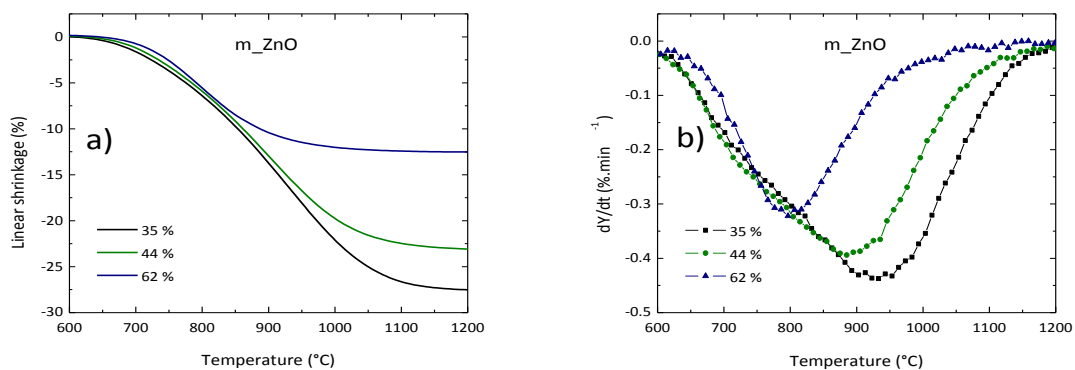 m_ZnO
a)
Linear shrinkage (%)
0
-5
-10
-15
-20
-25
-30
35 %
44 %
62 %
600 700 800 900 1000 1100 1200
Temperature (°C)
m_ZnO
b)
dY/dt (%.min -1)
0.0
-0.1
-0.2
-0.3
-0.4
-0.5
35 %
44 %
62 %
600 700 800 900 1000 1100 1200
Temperature (°C)